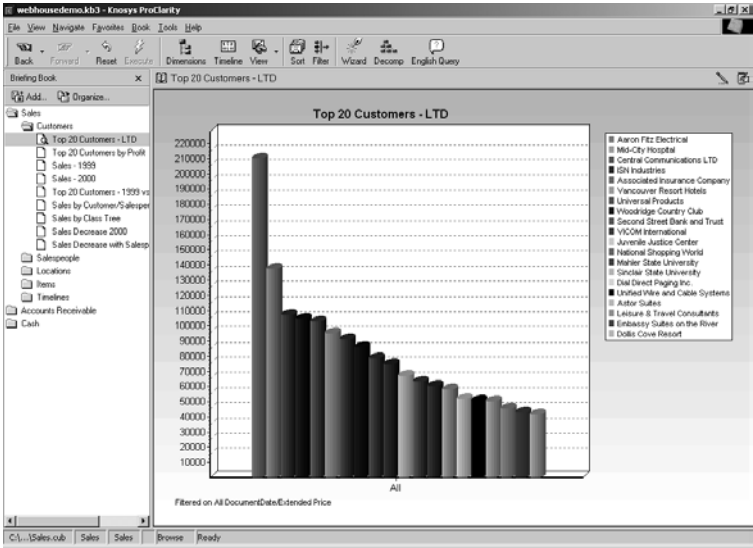 webhousedemo.kb3 - Knosys ProClarity
File View Navigate Favorites Book Tools Help
Back Forward Reset Execute Dimensions Timeline View Sort Filter Wizard Decomp English Query
Briefing Book x Top 20 Customers - LTD
Add... Organize...
Sales
Customers
Top 20 Customers - LTD
Top 20 Customers by Profit
Sales - 1999
Sales - 2000
Top 20 Customers - 1999 vs
Sales by Customer/Salesper
Sales by Class Tree
Sales Decrease 2000
Sales Decrease with Salesp
Salespeople
Locations
Items
Timelines
Accounts Receivable
Cash
Top 20 Customers - LTD
220000
210000
200000
190000
180000
170000
160000
150000
140000
130000
120000
110000
100000
90000
80000
70000
60000
50000
40000
30000
20000
10000
All
Filtered on All DocumentDate/Extended Price
Aaron Fitz Electrical
Mid-City Hospital
Central Communications LTD
ISN Industries
Associated Insurance Company
Vancouver Resort Hotels
Universal Products
Woodridge Country Club
Second Street Bank and Trust
VICOM International
Juvenile Justice Center
National Shopping World
Mahler State University
Sinclair State University
Dial Direct Paging Inc.
Unified Wire and Cable Systems
Astor Suites
Leisure & Travel Consultants
Embassy Suites on the River
Dollis Cove Resort
C:\...\Sales.cub Sales Sales Browse Ready